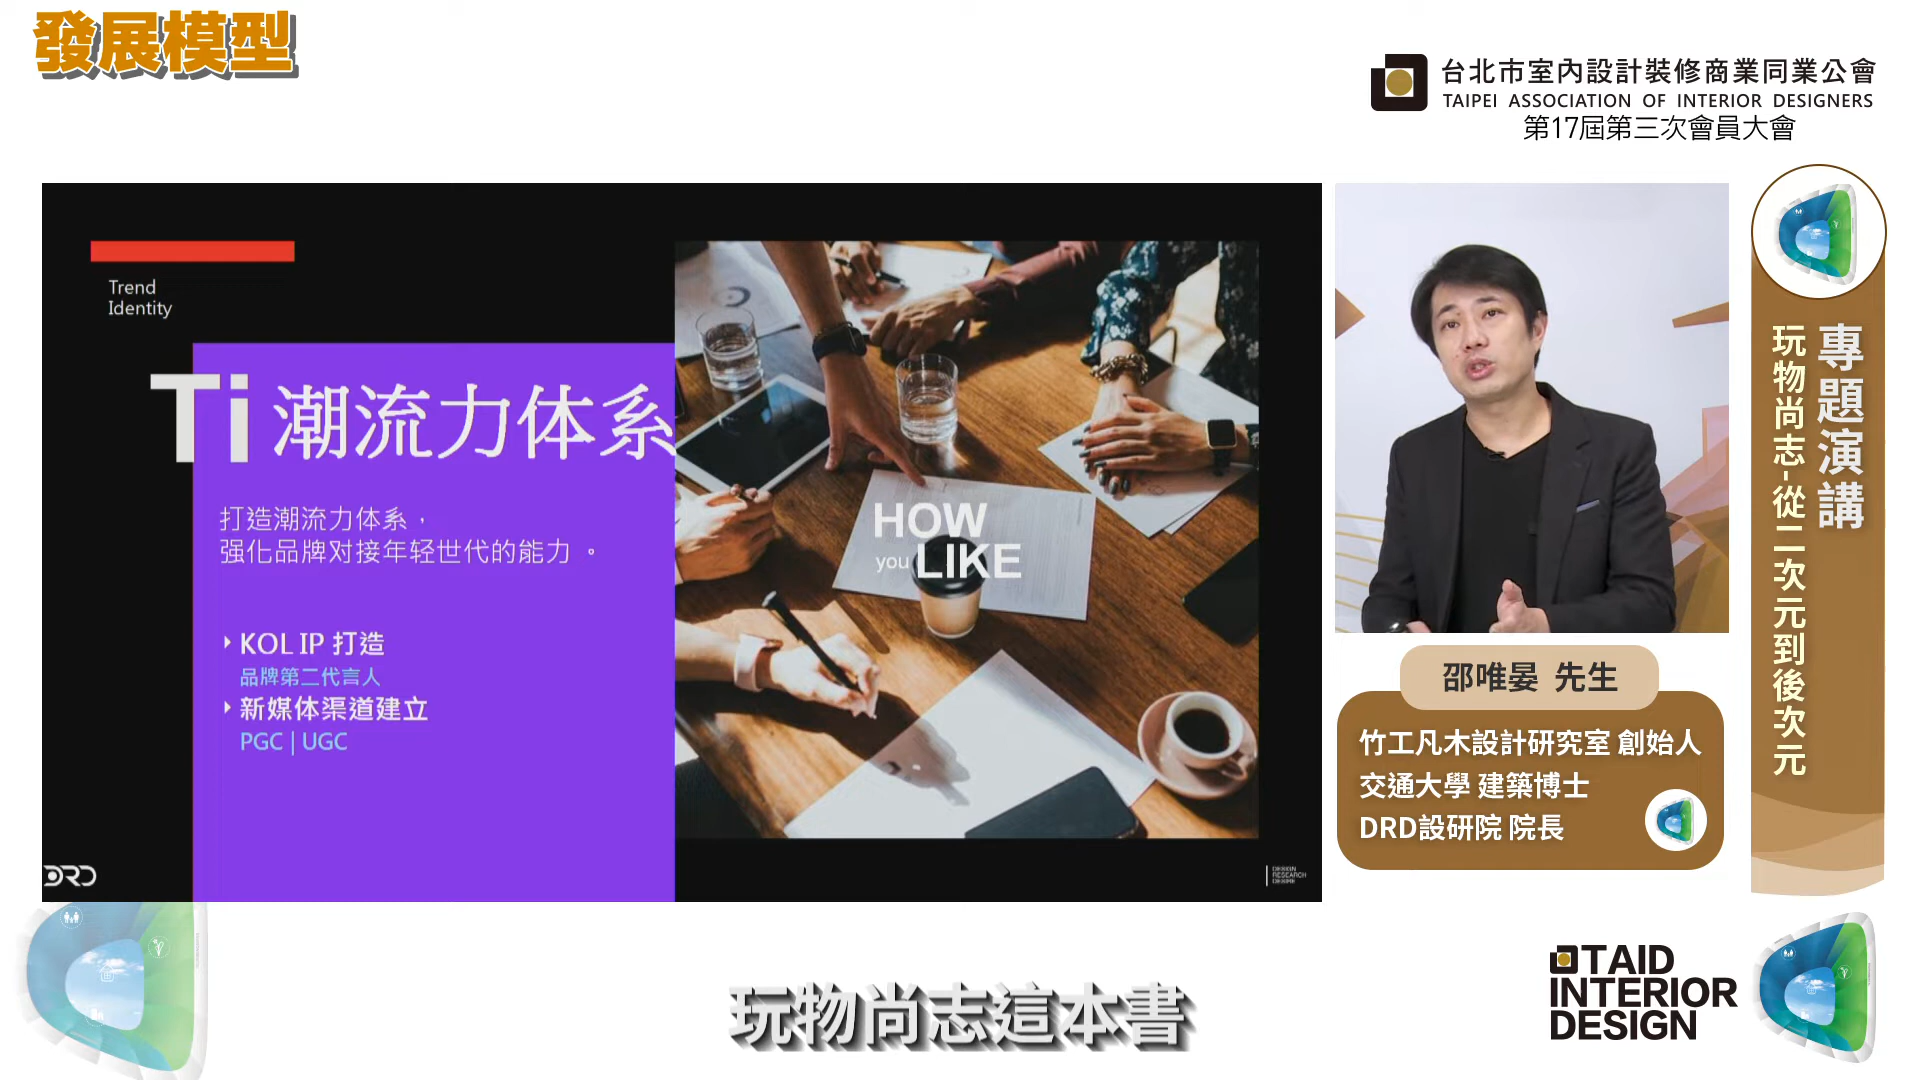 發展模型
台北市室內設計裝修商業同業公會
TAIPEI ASSOCIATION OF INTERIOR DESIGNERS
第17屆第三次會員大會
Trend
Identity
Ti 潮流力体系
打造潮流力体系，
强化品牌对接年轻世代的能力 。
KOL IP 打造
品牌第二代言人
新媒体渠道建立
PGC | UGC
HOW
you LIKE
DRD
DESIGN
RESEARCH
專題演講
玩物尚志-從二次元到後次元
邵唯晏 先生
竹工凡木設計研究室 創始人
交通大學 建築博士
DRD設研院 院長
玩物尚志這本書
TAID
INTERIOR
DESIGN